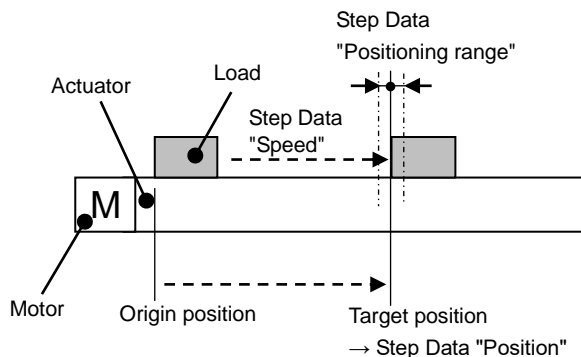 Step Data
"Positioning range"
Actuator
Load
Step Data
"Speed"
M
Motor
Origin position
Target position
→ Step Data "Position"